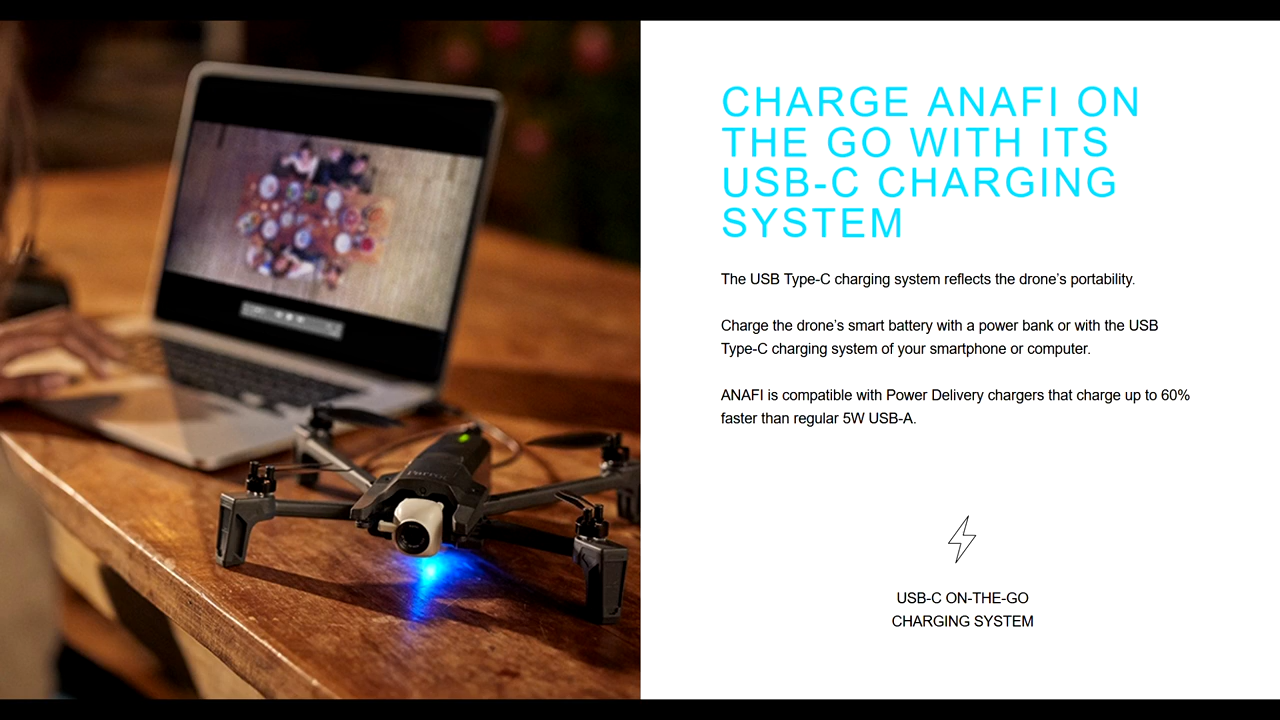 CHARGE ANAFI ON
THE GO WITH ITS
USB-C CHARGING
SYSTEM
The USB Type-C charging system reflects the drone’s portability.
Charge the drone’s smart battery with a power bank or with the USB
Type-C charging system of your smartphone or computer.
ANAFI is compatible with Power Delivery chargers that charge up to 60%
faster than regular 5W USB-A.
Parrot
USB-C ON-THE-GO
CHARGING SYSTEM